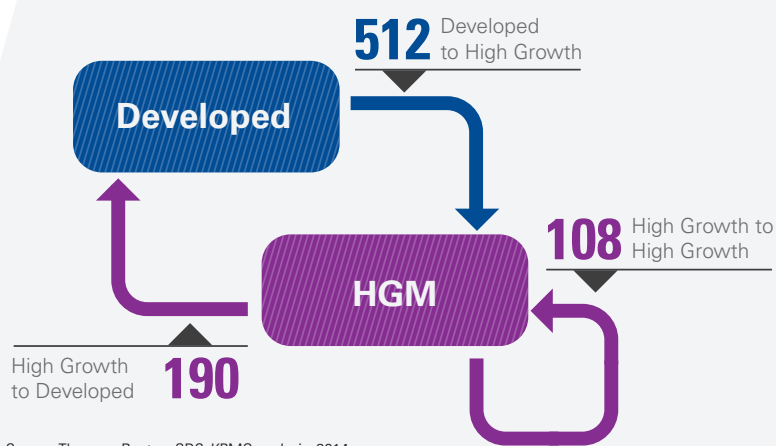 512 Developed
to High Growth
Developed
108 High Growth to
High Growth
HGM
High Growth
to Developed 190